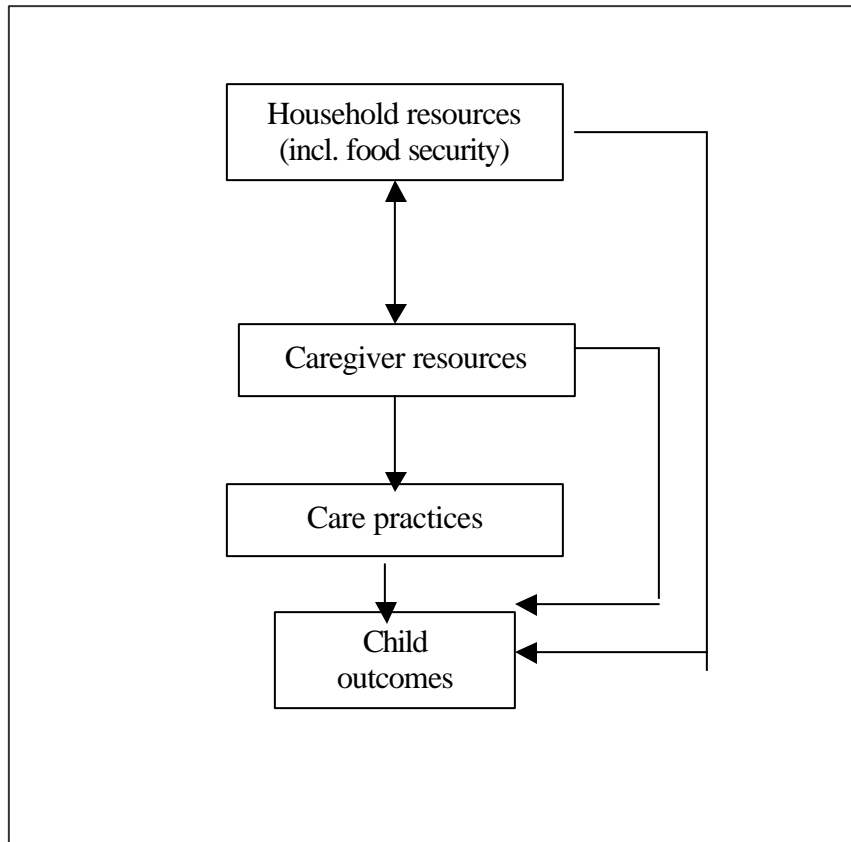 Household resources
(incl. food security)
Caregiver resources
Care practices
Child
outcomes